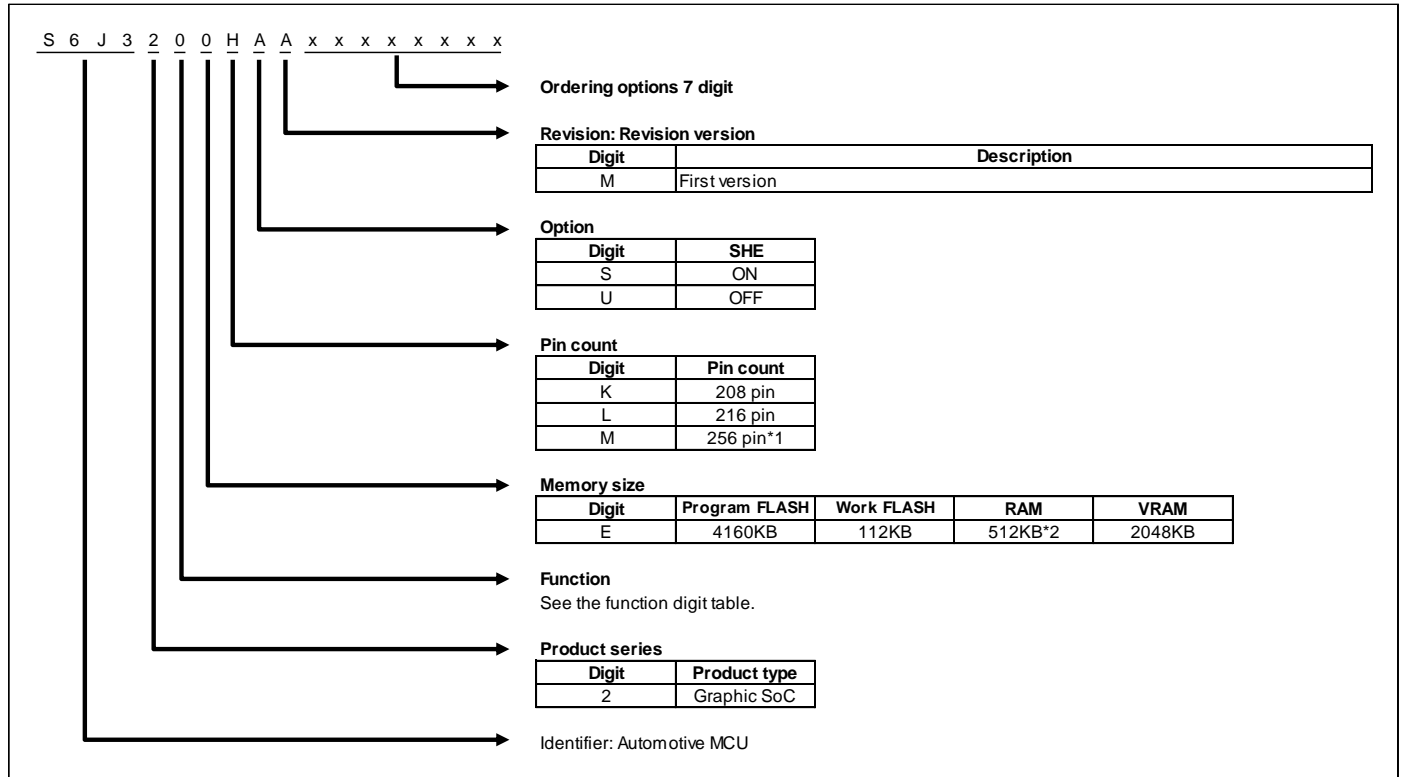 S 6 J 3 2 0 0 H A A x x x x x x x x
Ordering options 7 digit
Revision: Revision version
Digit Description
M First version
Option
Digit SHE
S ON
U OFF
Pin count
Digit Pin count
K 208 pin
L 216 pin
M 256 pin*1
Memory size
Digit Program FLASH Work FLASH RAM VRAM
E 4160KB 112KB 512KB*2 2048KB
Function
See the function digit table.
Product series
Digit Product type
2 Graphic SoC
Identifier: Automotive MCU